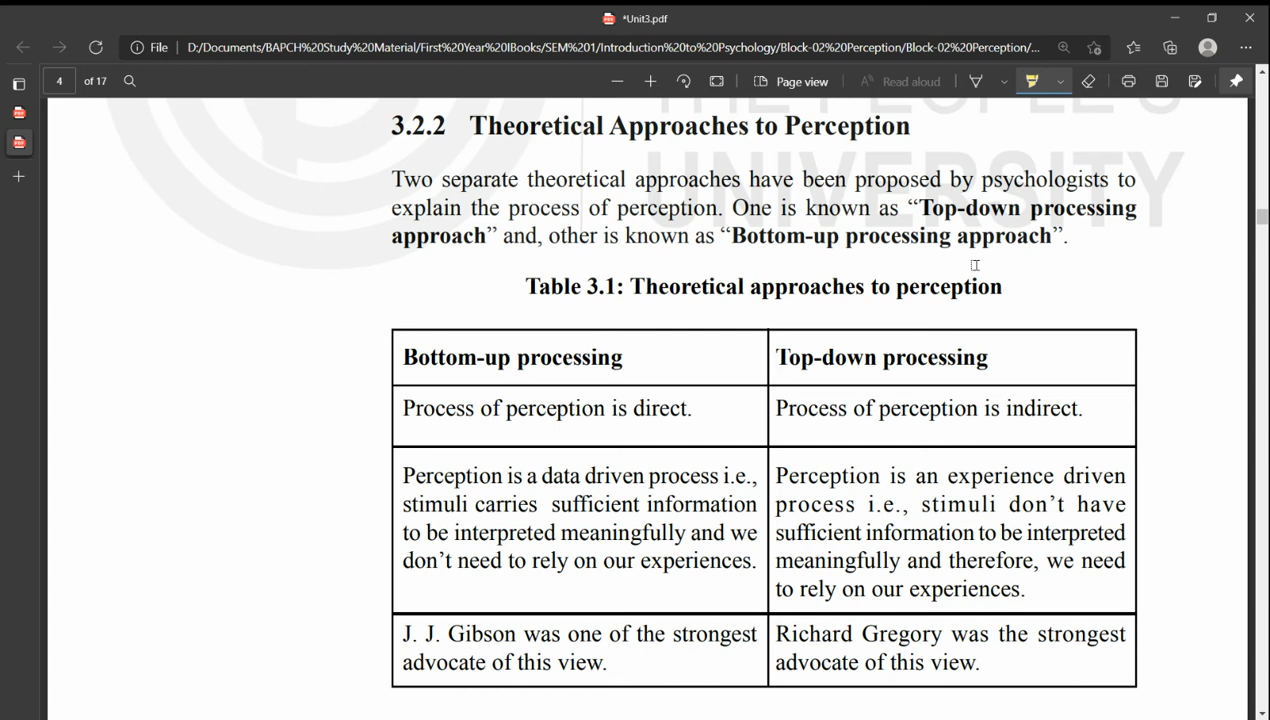 *Unit3.pdf
File
D:/Documents/BAPCH%20Study%20Material/First%20Year%20IBooks/SEM%201/Introduction%20to%20Psychology/Block-02%20Perception/Block-02%20Perception/...
4 of 17
Page view
Read aloud
THE PEOPLE'S
UNIVERSITY
3.2.2 Theoretical Approaches to Perception
Two separate theoretical approaches have been proposed by psychologists to
explain the process of perception. One is known as “Top-down processing
approach” and, other is known as “Bottom-up processing approach”.
Table 3.1: Theoretical approaches to perception
Bottom-up processing
Top-down processing
Process of perception is direct.
Process of perception is indirect.
Perception is a data driven process i.e.,
stimuli carries sufficient information
to be interpreted meaningfully and we
don’t need to rely on our experiences.
Perception is an experience driven
process i.e., stimuli don’t have
sufficient information to be interpreted
meaningfully and therefore, we need
to rely on our experiences.
J. J. Gibson was one of the strongest
advocate of this view.
Richard Gregory was the strongest
advocate of this view.